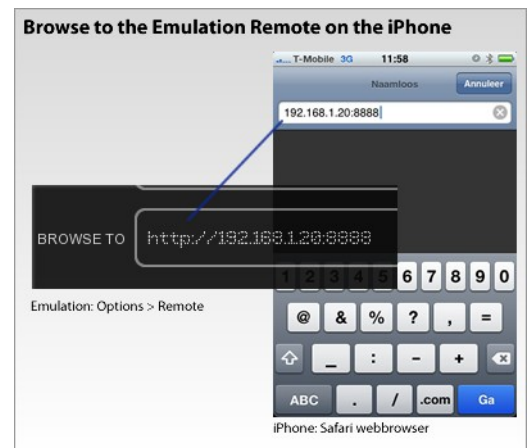 Browse to the Emulation Remote on the iPhone
T-Mobile 3G 11:58
Naamloos
Annuleer
192.168.1.20:8888
BROWSE TO http://192.168.1.20:8888
Emulation: Options > Remote
1 2 3 4 5 6 7 8 9 0
@ & % ? , =
_ : - +
ABC . / .com Ga
iPhone: Safari webbrowser